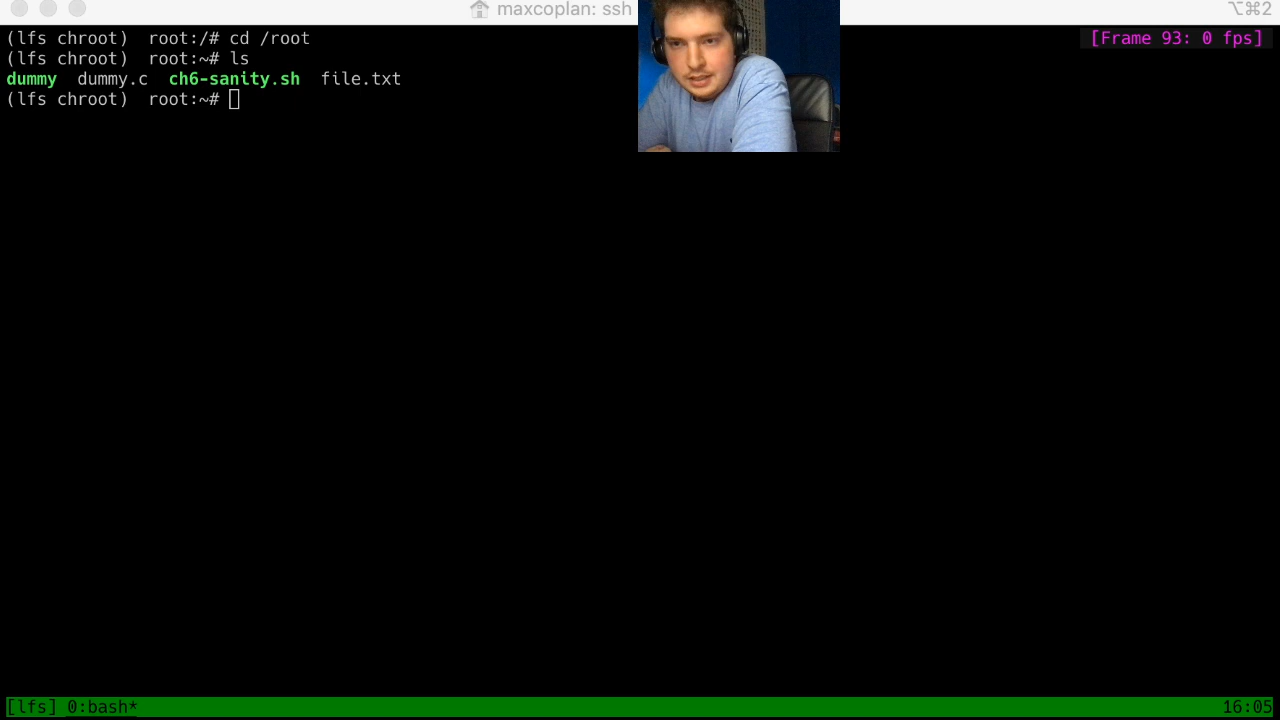 maxcoplan: ssh
⌥⌘2
(lfs chroot)  root:/# cd /root
[Frame 93: 0 fps]
(lfs chroot)  root:~# ls
dummy  dummy.c  ch6-sanity.sh  file.txt
(lfs chroot)  root:~#
[lfs] 0:bash*
16:05